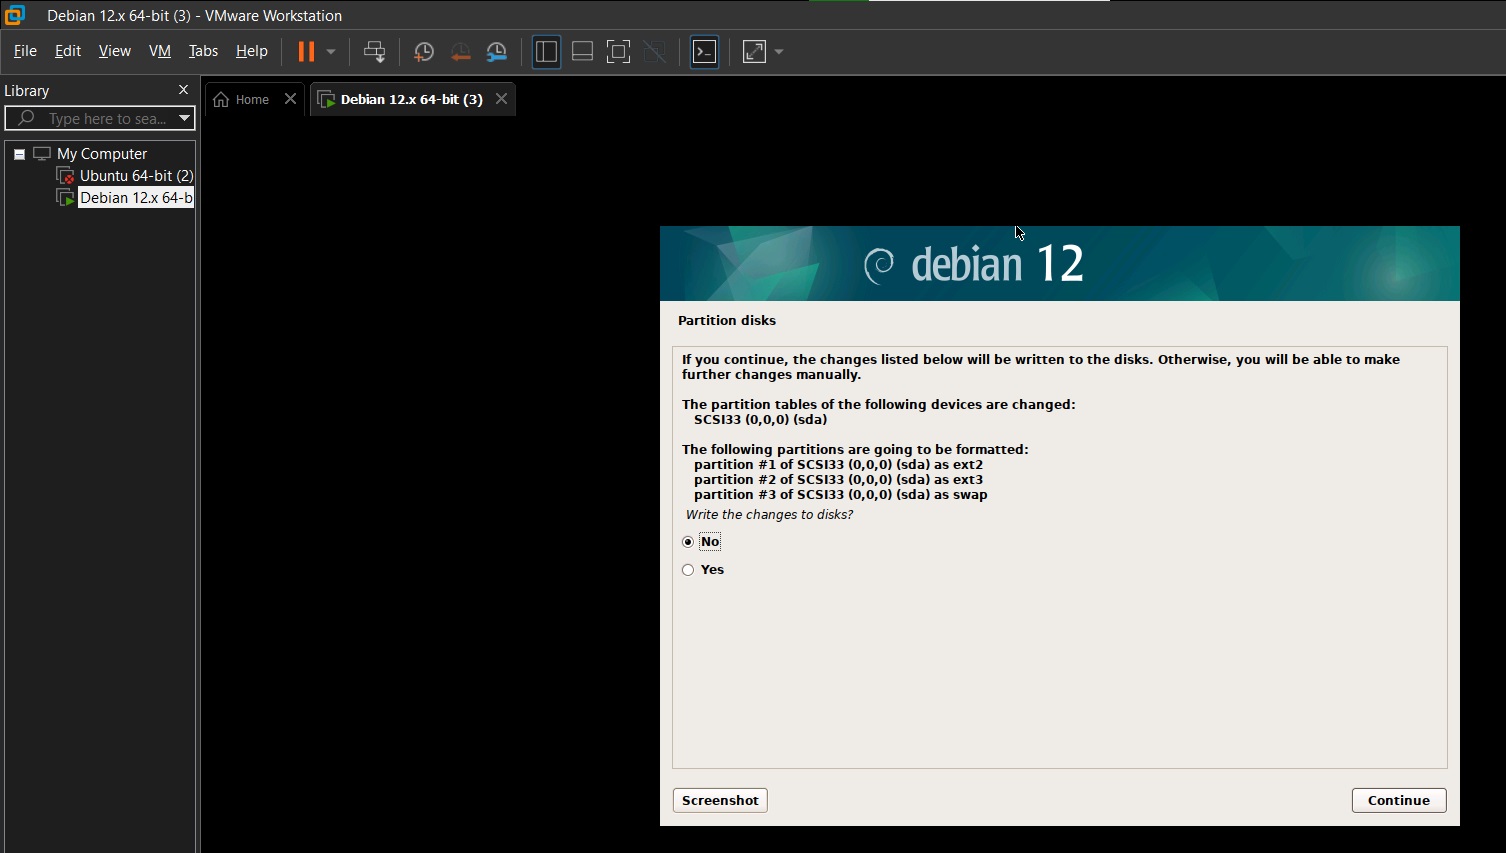 Debian 12.x 64-bit (3) - VMware Workstation
File Edit View VM Tabs Help
Library
Type here to sea...
My Computer
Ubuntu 64-bit (2)
Debian 12.x 64-b
Home
Debian 12.x 64-bit (3)
debian 12
Partition disks
If you continue, the changes listed below will be written to the disks. Otherwise, you will be able to make
further changes manually.
The partition tables of the following devices are changed:
SCSI33 (0,0,0) (sda)
The following partitions are going to be formatted:
partition #1 of SCSI33 (0,0,0) (sda) as ext2
partition #2 of SCSI33 (0,0,0) (sda) as ext3
partition #3 of SCSI33 (0,0,0) (sda) as swap
Write the changes to disks?
No
Yes
Screenshot
Continue